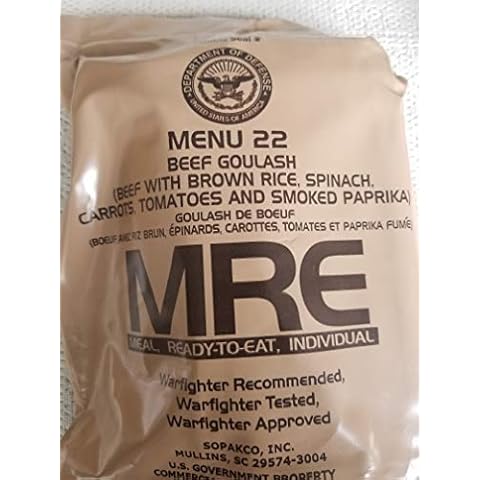 DEPARTMENT OF DEFENSE
UNITED STATES OF AMERICA
MENU 22
BEEF GOULASH
(BEEF WITH BROWN RICE, SPINACH,
CARROTS, TOMATOES AND SMOKED PAPRIKA)
GOULASH DE BOEUF
(BOEUF AVEC RIZ BRUN, ÉPINARDS, CAROTTES, TOMATES ET PAPRIKA FUMÉ)
MRE
MEAL, READY-TO-EAT, INDIVIDUAL
Warfighter Recommended,
Warfighter Tested,
Warfighter Approved
SOPAKCO, INC.
MULLINS, SC 29574-3004
U.S. GOVERNMENT PROPERTY